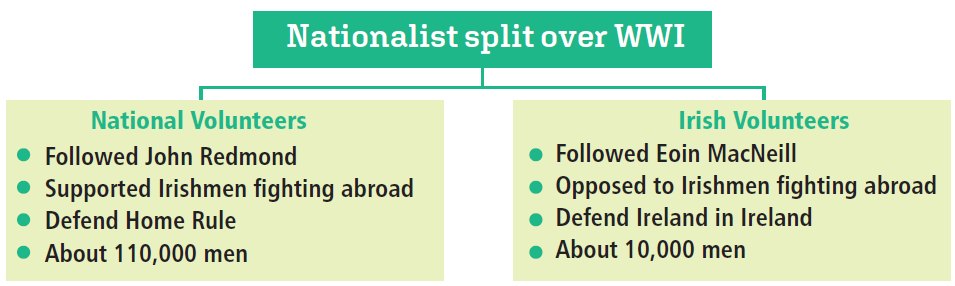 Nationalist split over WWI
National Volunteers
Followed John Redmond
Supported Irishmen fighting abroad
Defend Home Rule
About 110,000 men
Irish Volunteers
Followed Eoin MacNeill
Opposed to Irishmen fighting abroad
Defend Ireland in Ireland
About 10,000 men